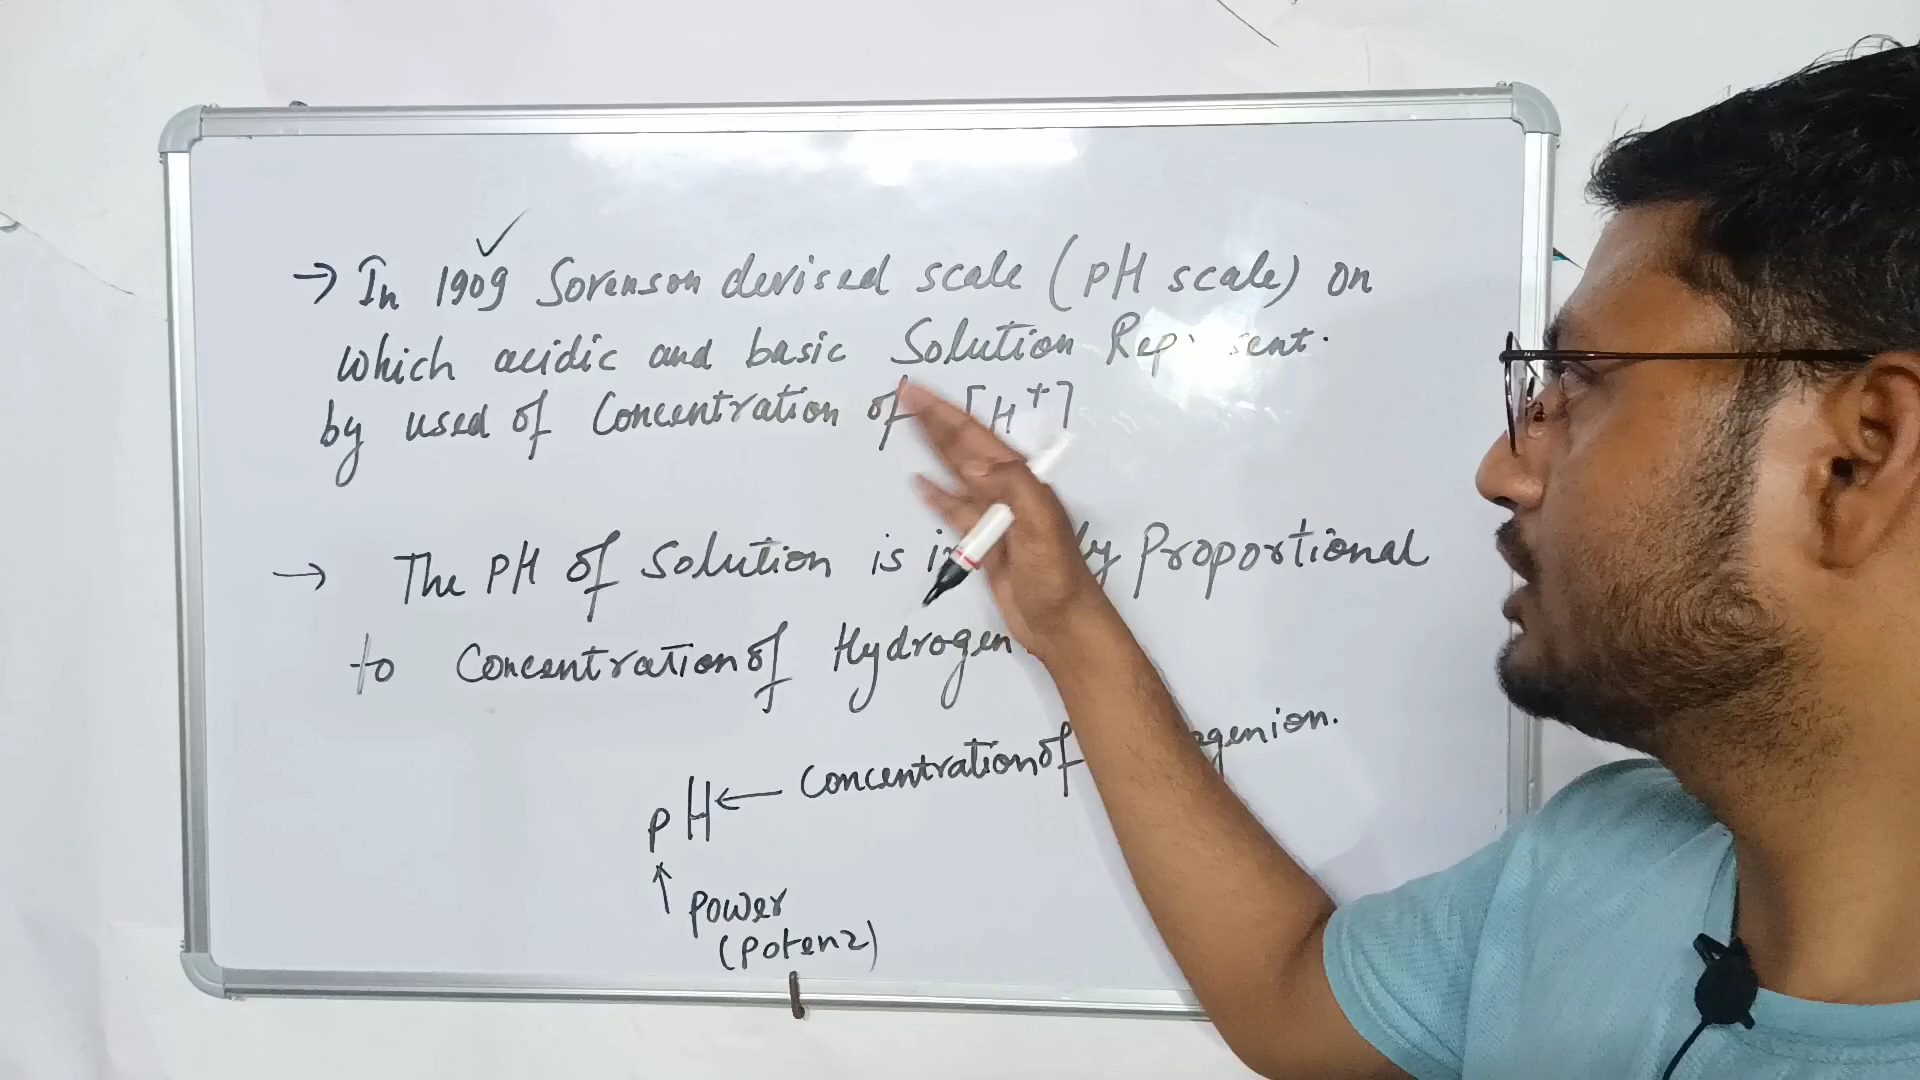 → In 1909 Sorenson devised scale (pH scale) on
which acidic and basic Solution
by used of Concentration of [H+]
→ The PH of Solution is Proportional
to Concentration of Hydrogen
pH ← Concentration of
↑ Power
(Potenz)